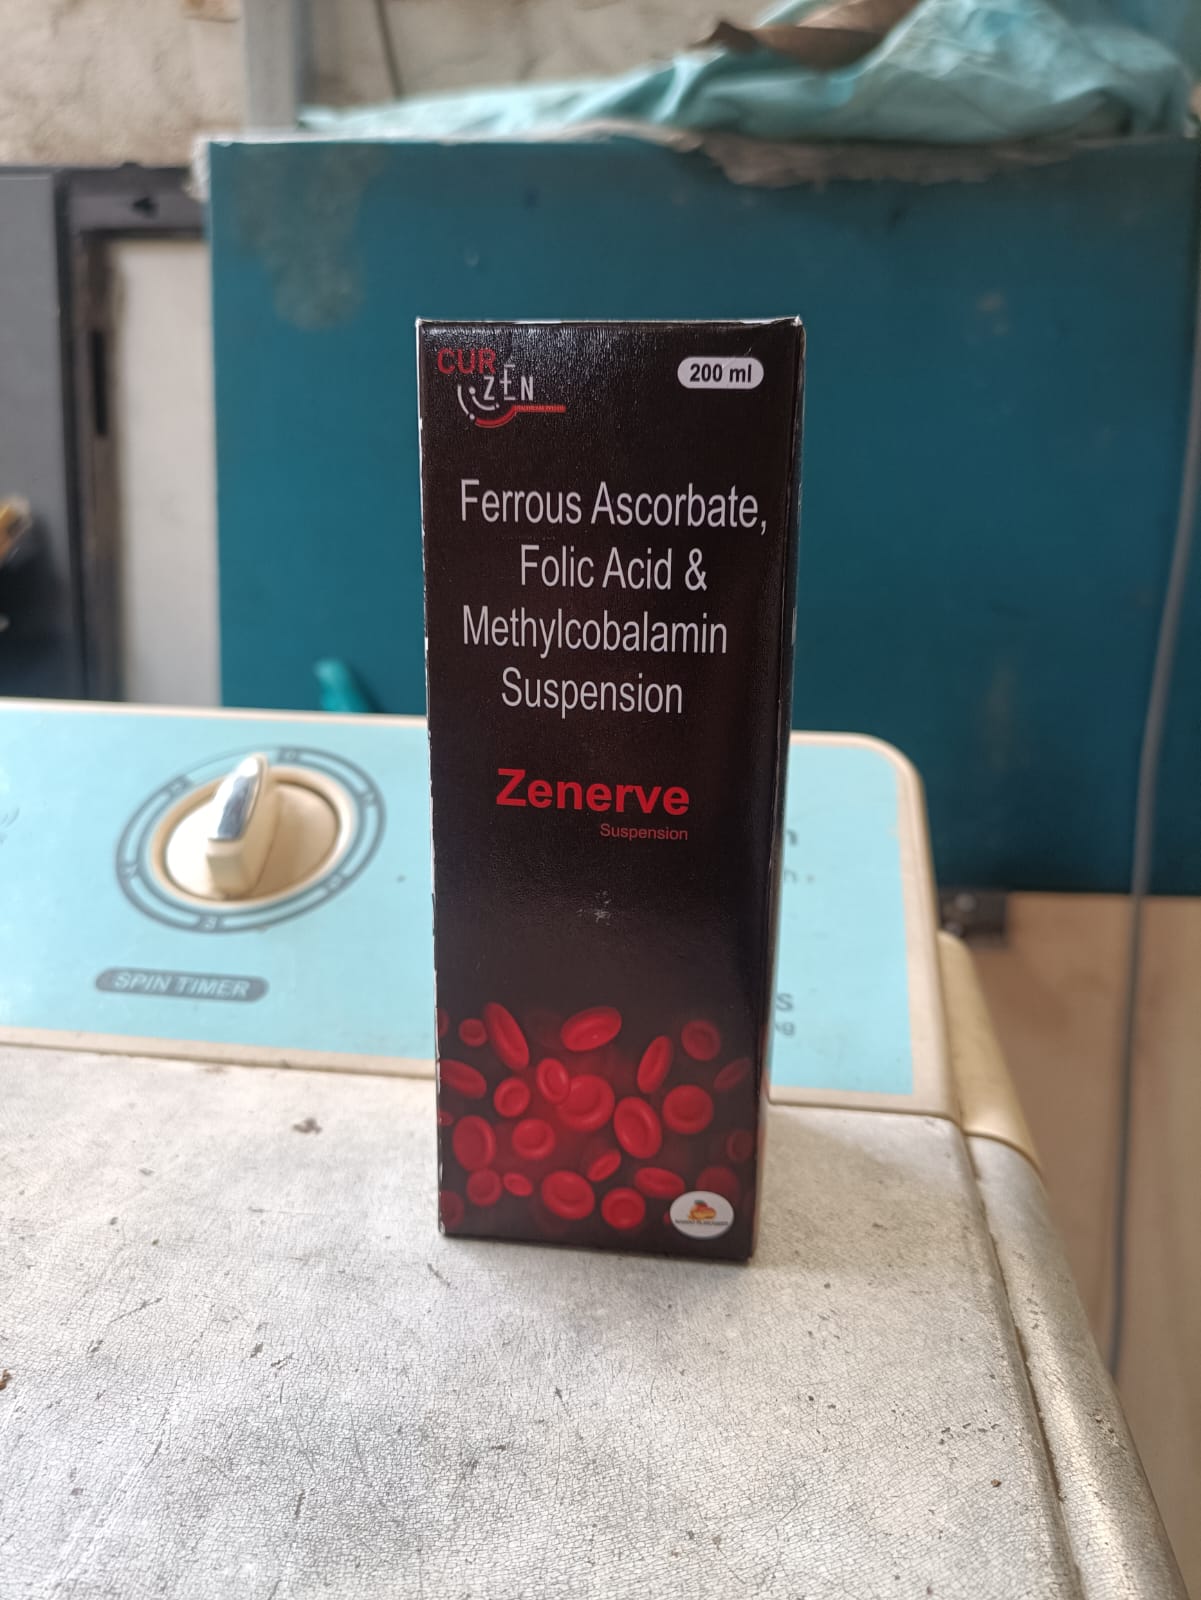 CUR
ZEN
200 ml
Ferrous Ascorbate,
Folic Acid &
Methylcobalamin
Suspension
Zenerve
Suspension
SPIN TIMER